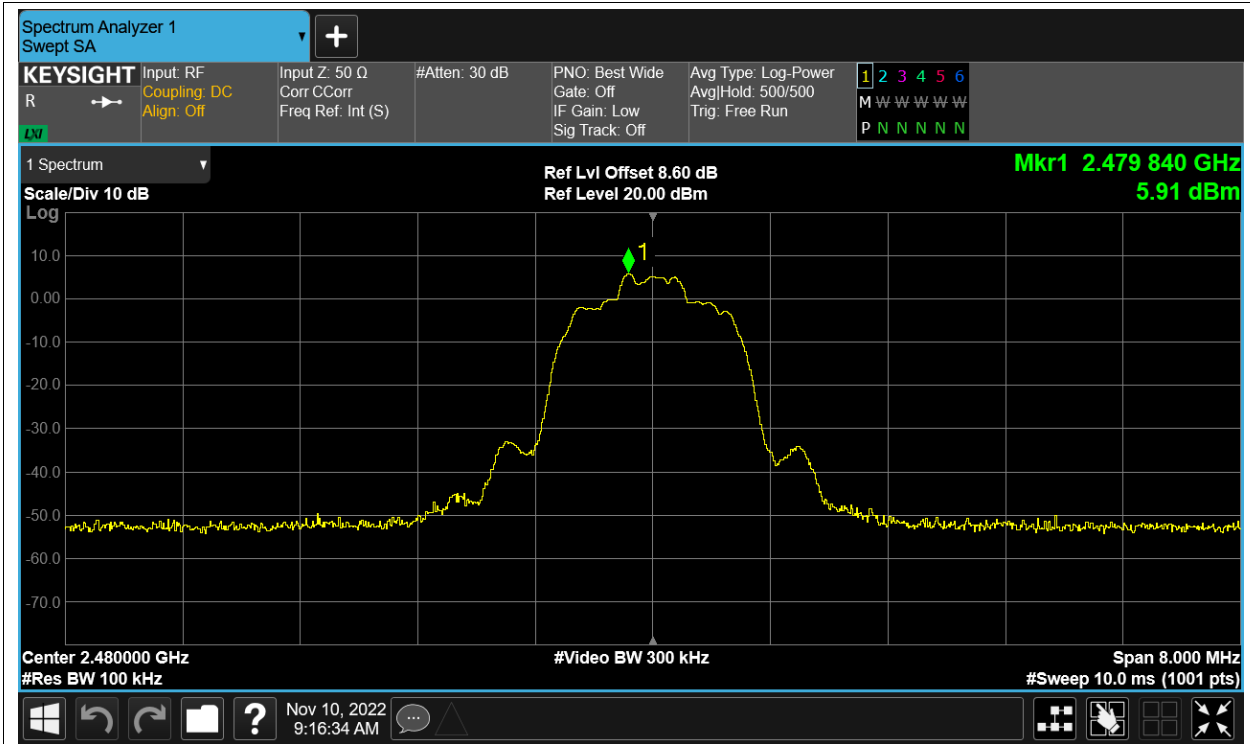 Spectrum Analyzer 1
Swept SA
+
KEYSIGHT
R
LXI
Input: RF
Coupling: DC
Align: Off
Input Z: 50 Ω
Corr CCorr
Freq Ref: Int (S)
#Atten: 30 dB
PNO: Best Wide
Gate: Off
IF Gain: Low
Sig Track: Off
Avg Type: Log-Power
Avg|Hold: 500/500
Trig: Free Run
1 2 3 4 5 6
M W W W W W
P N N N N N
1 Spectrum
Scale/Div 10 dB
Log
Ref Lvl Offset 8.60 dB
Ref Level 20.00 dBm
Mkr1 2.479 840 GHz
5.91 dBm
1
10.0
0.00
-10.0
-20.0
-30.0
-40.0
-50.0
-60.0
-70.0
Center 2.480000 GHz
#Res BW 100 kHz
#Video BW 300 kHz
Span 8.000 MHz
#Sweep 10.0 ms (1001 pts)
?
Nov 10, 2022
9:16:34 AM